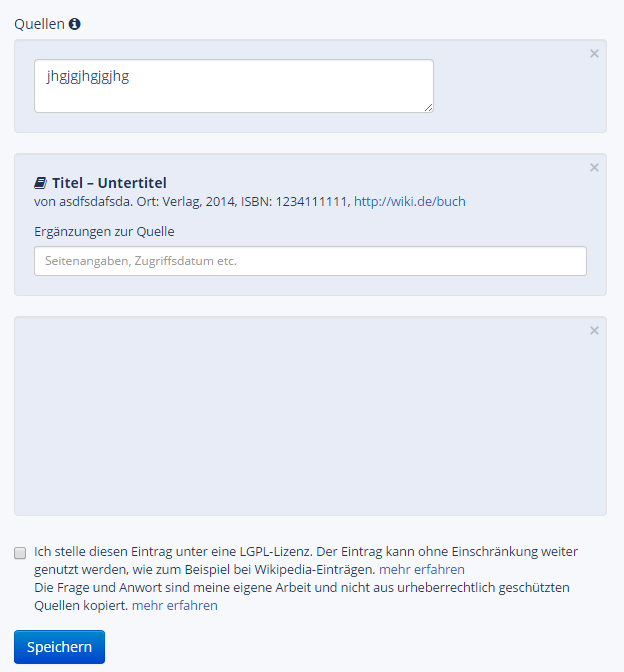 Quellen
jhgjgjhgjgjhg
Titel – Untertitel
von asdfsdafsda. Ort: Verlag, 2014, ISBN: 1234111111, http://wiki.de/buch
Ergänzungen zur Quelle
Seitenangaben, Zugriffsdatum etc.
Ich stelle diesen Eintrag unter eine LGPL-Lizenz. Der Eintrag kann ohne Einschränkung weiter
genutzt werden, wie zum Beispiel bei Wikipedia-Einträgen. mehr erfahren
Die Frage und Anwort sind meine eigene Arbeit und nicht aus urheberrechtlich geschützten
Quellen kopiert. mehr erfahren
Speichern